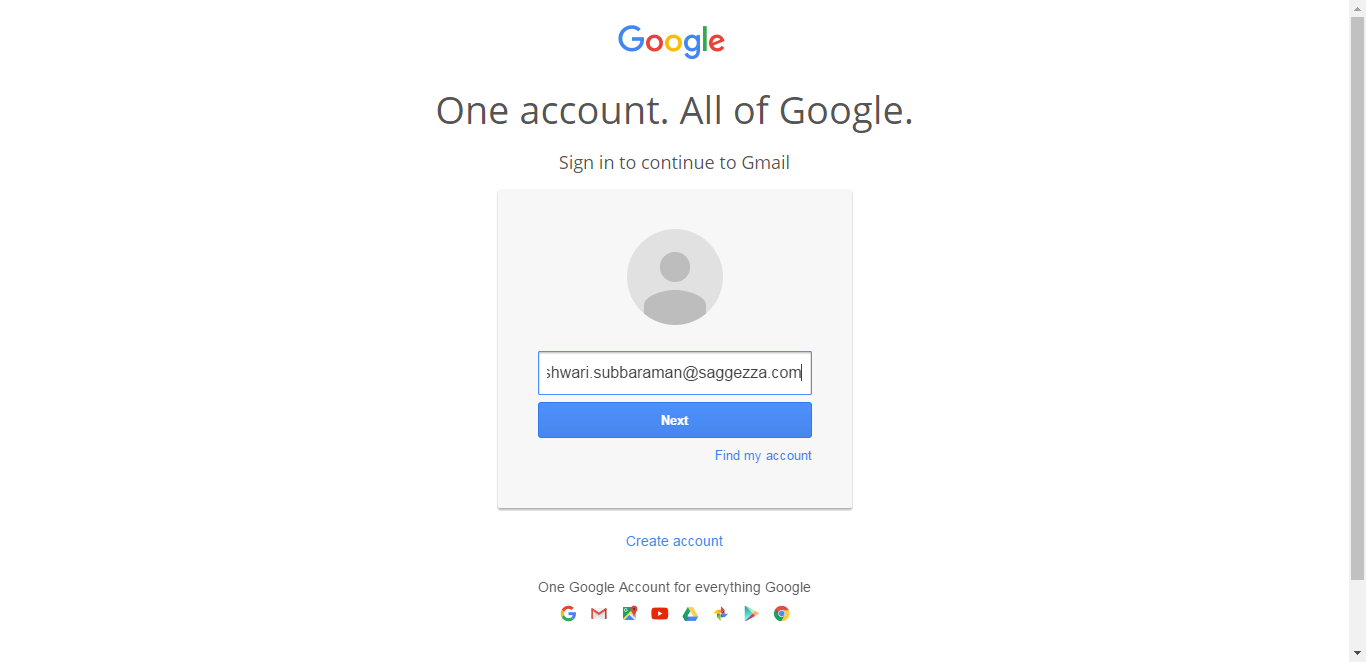 Google
One account. All of Google.
Sign in to continue to Gmail
shwari.subbaraman@saggezza.com
Next
Find my account
Create account
One Google Account for everything Google